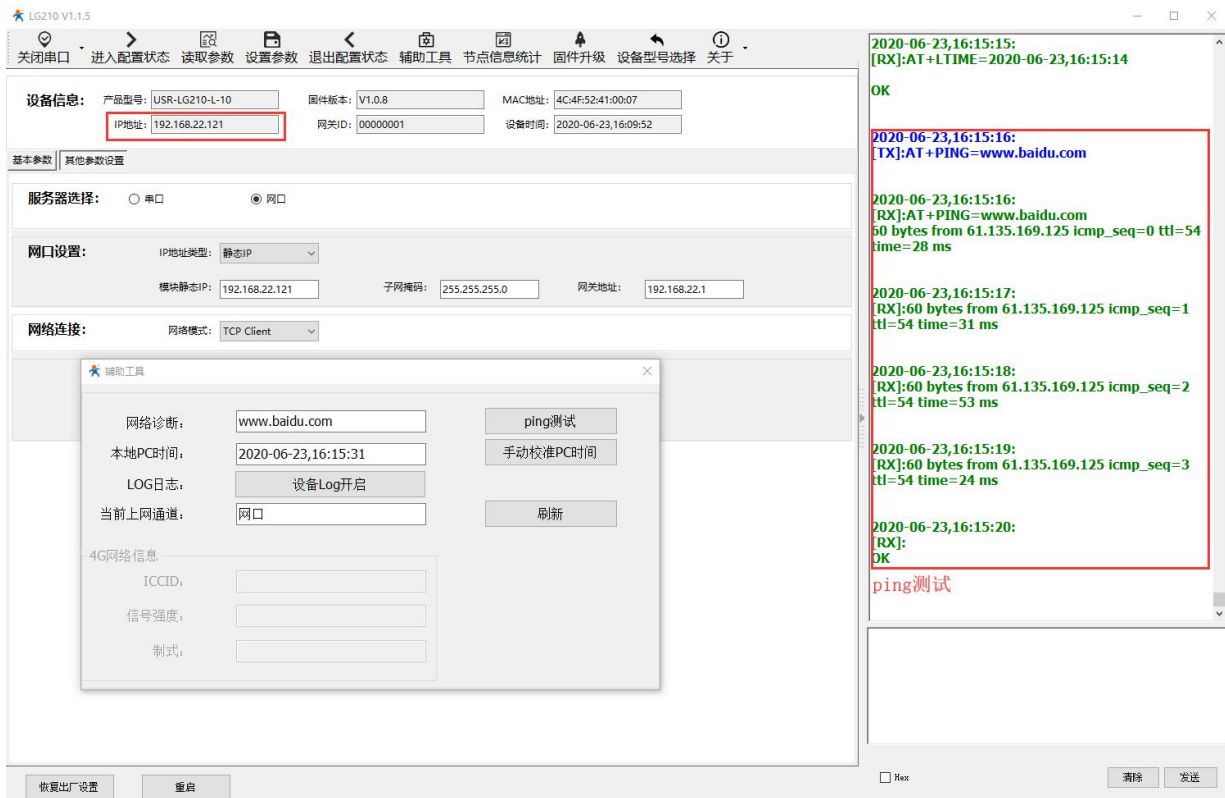 LG210 V1.1.5
关闭串口 进入配置状态 读取参数 设置参数 退出配置状态 辅助工具 节点信息统计 固件升级 设备型号选择 关于
设备信息： 产品型号： USR-LG210-L-10 固件版本： V1.0.8 MAC地址： 4C:4F:52:41:00:07
IP地址： 192.168.22.121 网关ID： 00000001 设备时间： 2020-06-23,16:09:52
基本参数 其他参数设置
服务器选择： 串口 网口
网口设置： IP地址类型： 静态IP
模块静态IP： 192.168.22.121 子网掩码： 255.255.255.0 网关地址： 192.168.22.1
网络连接： 网络模式： TCP Client
辅助工具
网络诊断： www.baidu.com ping测试
本地PC时间： 2020-06-23,16:15:31 手动校准PC时间
LOG日志： 设备Log开启
当前上网通道： 网口 刷新
4G网络信息
ICCID：
信号强度：
制式：
恢复出厂设置 重启
2020-06-23,16:15:15:
[RX]:AT+LTIME=2020-06-23,16:15:14
OK
2020-06-23,16:15:16:
[TX]:AT+PING=www.baidu.com
2020-06-23,16:15:16:
[RX]:AT+PING=www.baidu.com
60 bytes from 61.135.169.125 icmp_seq=0 ttl=54
time=28 ms
2020-06-23,16:15:17:
[RX]:60 bytes from 61.135.169.125 icmp_seq=1
ttl=54 time=31 ms
2020-06-23,16:15:18:
[RX]:60 bytes from 61.135.169.125 icmp_seq=2
ttl=54 time=53 ms
2020-06-23,16:15:19:
[RX]:60 bytes from 61.135.169.125 icmp_seq=3
ttl=54 time=24 ms
2020-06-23,16:15:20:
[RX]:
OK
ping测试
Hex 清除 发送